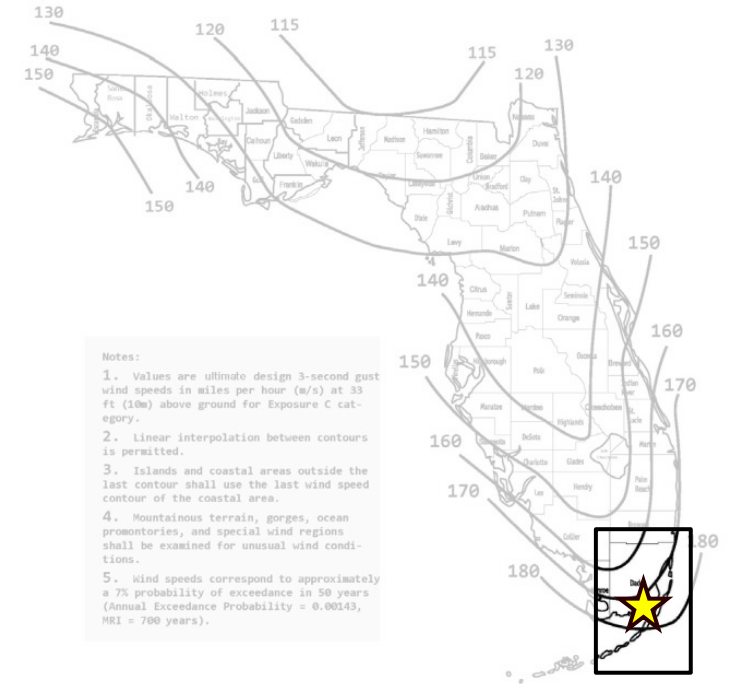 130
115
120
140
115
130
150
120
Holmes
Santa
Rosa
Okaloosa
Walton
Jackson
Gadsden
Nassau
Leon
Jefferson
Madison
Hamilton
Columbia
Duval
Calhoun
Liberty
Wakulla
Suwannee
Baker
140
Franklin
Union
Bradford
Clay
140
150
Gilchrist
Alachua
Putnam
St.
Johns
Dixie
Flagler
Levy
Marion
150
Volusia
140
Citrus
Sumter
Lake
Seminole
Hernando
Orange
160
Pasco
Osceola
Brevard
150
Polk
170
Indian
River
Manatee
Highlands
Okeechobee
St.
Lucie
Martin
160
DeSoto
Charlotte
Glades
Palm
Beach
170
Lee
Hendry
Collier
180
180
Dade
Notes:
1. Values are ultimate design 3-second gust
wind speeds in miles per hour (m/s) at 33
ft (10m) above ground for Exposure C cat-
egory.
2. Linear interpolation between contours
is permitted.
3. Islands and coastal areas outside the
last contour shall use the last wind speed
contour of the coastal area.
4. Mountainous terrain, gorges, ocean
promontories, and special wind regions
shall be examined for unusual wind condi-
tions.
5. Wind speeds correspond to approximately
a 7% probability of exceedance in 50 years
(Annual Exceedance Probability = 0.00143,
MRI = 700 years).